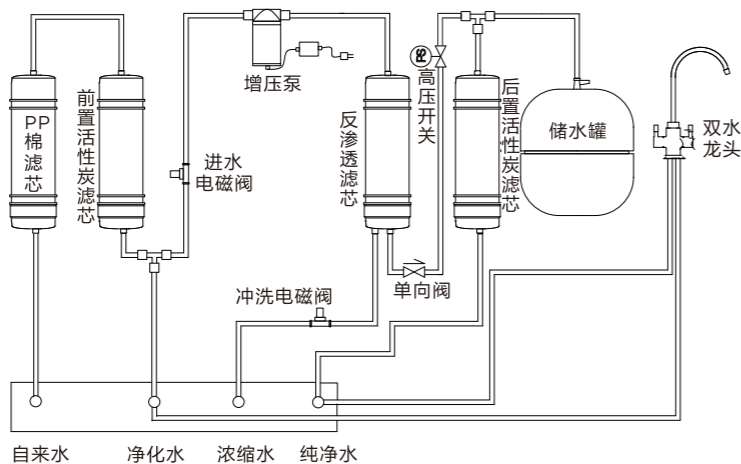 增压泵
PP棉滤芯
前置活性炭滤芯
进水
电磁阀
反渗透滤芯
PS
高压开关
后置活性炭滤芯
储水罐
双水
龙头
冲洗电磁阀
单向阀
自来水
净化水
浓缩水
纯净水